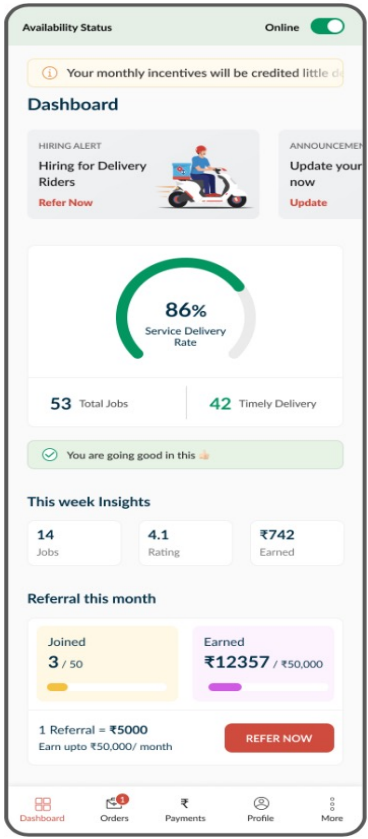 Availability Status
Online
Your monthly incentives will be credited little
Dashboard
HIRING ALERT
Hiring for Delivery
Riders
Refer Now
ANNOUNCEMEN
Update your
now
Update
86%
Service Delivery
Rate
53 Total Jobs
42 Timely Delivery
You are going good in this 👍🏻
This week Insights
14
Jobs
4.1
Rating
₹742
Earned
Referral this month
Joined
3 / 50
Earned
₹12357 / ₹50,000
1 Referral = ₹5000
Earn upto ₹50,000/ month
REFER NOW
1
₹
Dashboard
Orders
Payments
Profile
More